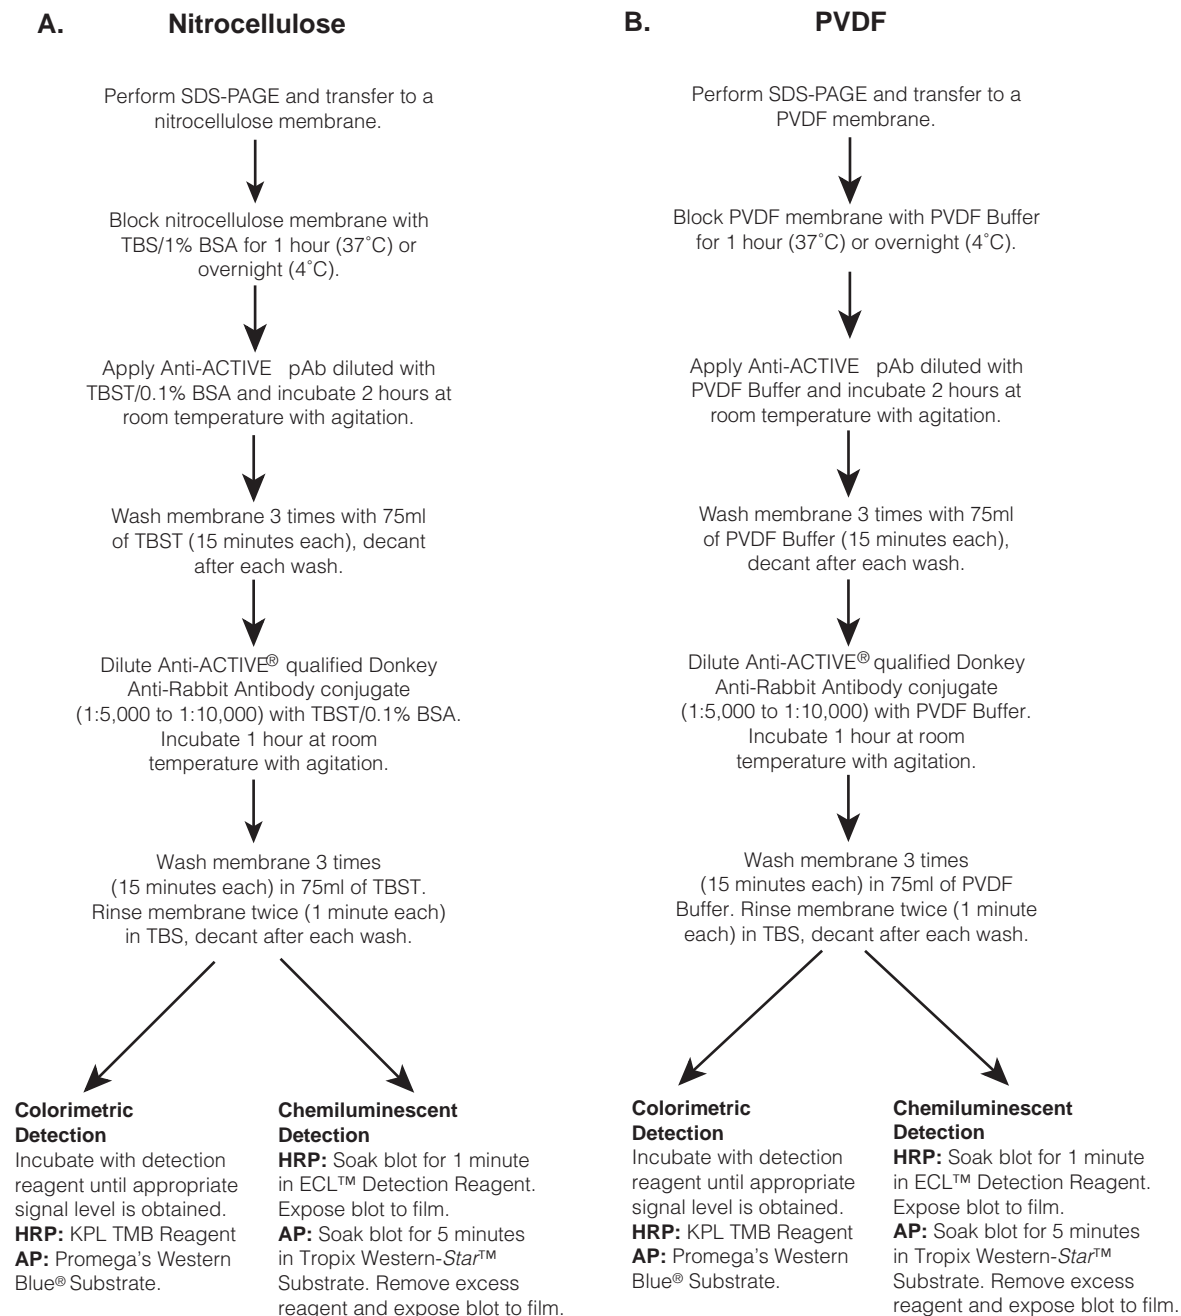 A. Nitrocellulose
Perform SDS-PAGE and transfer to a
nitrocellulose membrane.
Block nitrocellulose membrane with
TBS/1% BSA for 1 hour (37˚C) or
overnight (4˚C).
Apply Anti-ACTIVE pAb diluted with
TBST/0.1% BSA and incubate 2 hours at
room temperature with agitation.
Wash membrane 3 times with 75ml
of TBST (15 minutes each), decant
after each wash.
Dilute Anti-ACTIVE® qualified Donkey
Anti-Rabbit Antibody conjugate
(1:5,000 to 1:10,000) with TBST/0.1% BSA.
Incubate 1 hour at room
temperature with agitation.
Wash membrane 3 times
(15 minutes each) in 75ml of TBST.
Rinse membrane twice (1 minute each)
in TBS, decant after each wash.
Colorimetric
Detection
Incubate with detection
reagent until appropriate
signal level is obtained.
HRP: KPL TMB Reagent
AP: Promega's Western
Blue® Substrate.
Chemiluminescent
Detection
HRP: Soak blot for 1 minute
in ECL™ Detection Reagent.
Expose blot to film.
AP: Soak blot for 5 minutes
in Tropix Western-Star™
Substrate. Remove excess
reagent and expose blot to film.
B. PVDF
Perform SDS-PAGE and transfer to a
PVDF membrane.
Block PVDF membrane with PVDF Buffer
for 1 hour (37˚C) or overnight (4˚C).
Apply Anti-ACTIVE pAb diluted with
PVDF Buffer and incubate 2 hours at
room temperature with agitation.
Wash membrane 3 times with 75ml
of PVDF Buffer (15 minutes each),
decant after each wash.
Dilute Anti-ACTIVE® qualified Donkey
Anti-Rabbit Antibody conjugate
(1:5,000 to 1:10,000) with PVDF Buffer.
Incubate 1 hour at room
temperature with agitation.
Wash membrane 3 times
(15 minutes each) in 75ml of PVDF
Buffer. Rinse membrane twice (1 minute
each) in TBS, decant after each wash.
Colorimetric
Detection
Incubate with detection
reagent until appropriate
signal level is obtained.
HRP: KPL TMB Reagent
AP: Promega's Western
Blue® Substrate.
Chemiluminescent
Detection
HRP: Soak blot for 1 minute
in ECL™ Detection Reagent.
Expose blot to film.
AP: Soak blot for 5 minutes
in Tropix Western-Star™
Substrate. Remove excess
reagent and expose blot to film.